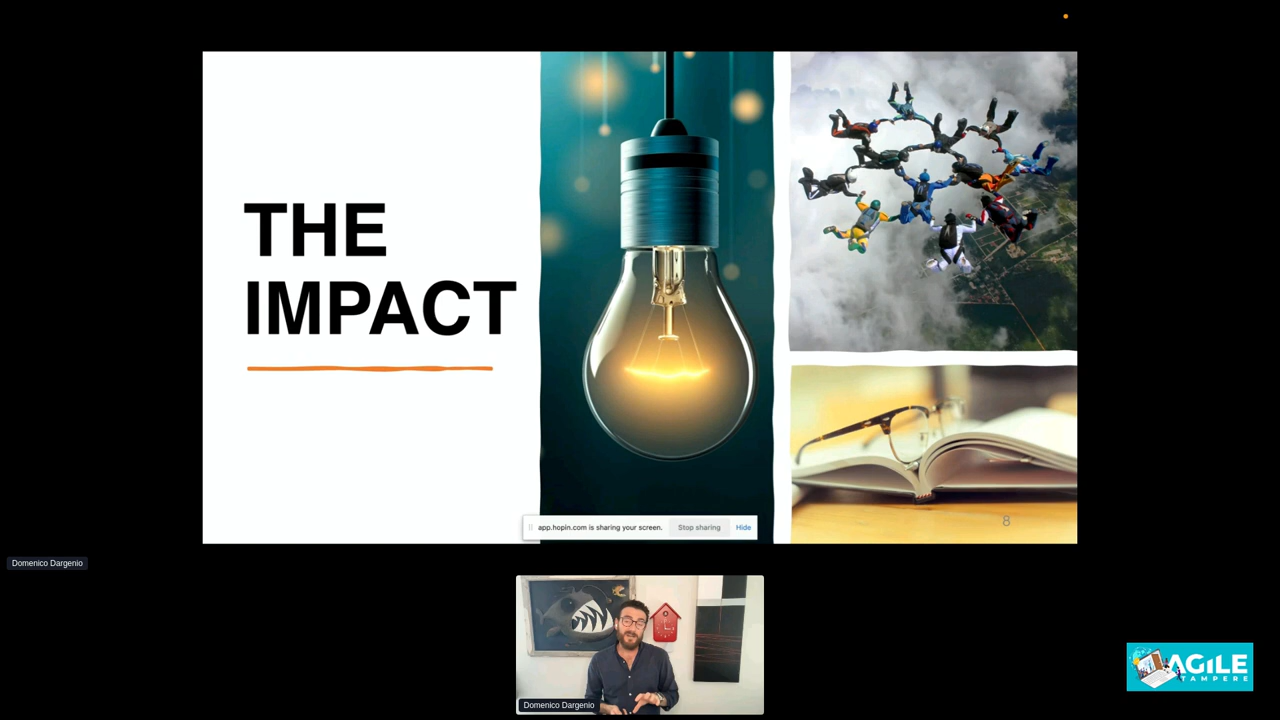 THE
IMPACT
app.hopin.com is sharing your screen. Stop sharing Hide
8
Domenico Dargenio
Domenico Dargenio
AGILE
TAMPERE